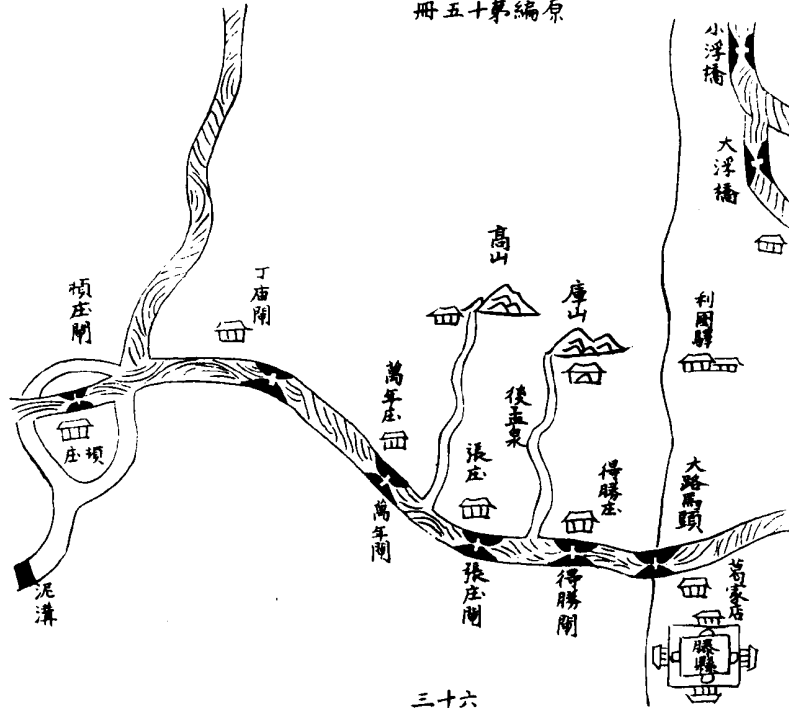 原編第十五冊
小浮橋
大浮橋
利國驛
大路馬頭
葛家店
滕縣
庫山
後孟泉
得勝庄
得勝閘
高山
張庄
張庄閘
萬年庄
萬年閘
丁庙閘
頓庄閘
頓庄
泥溝
三十六